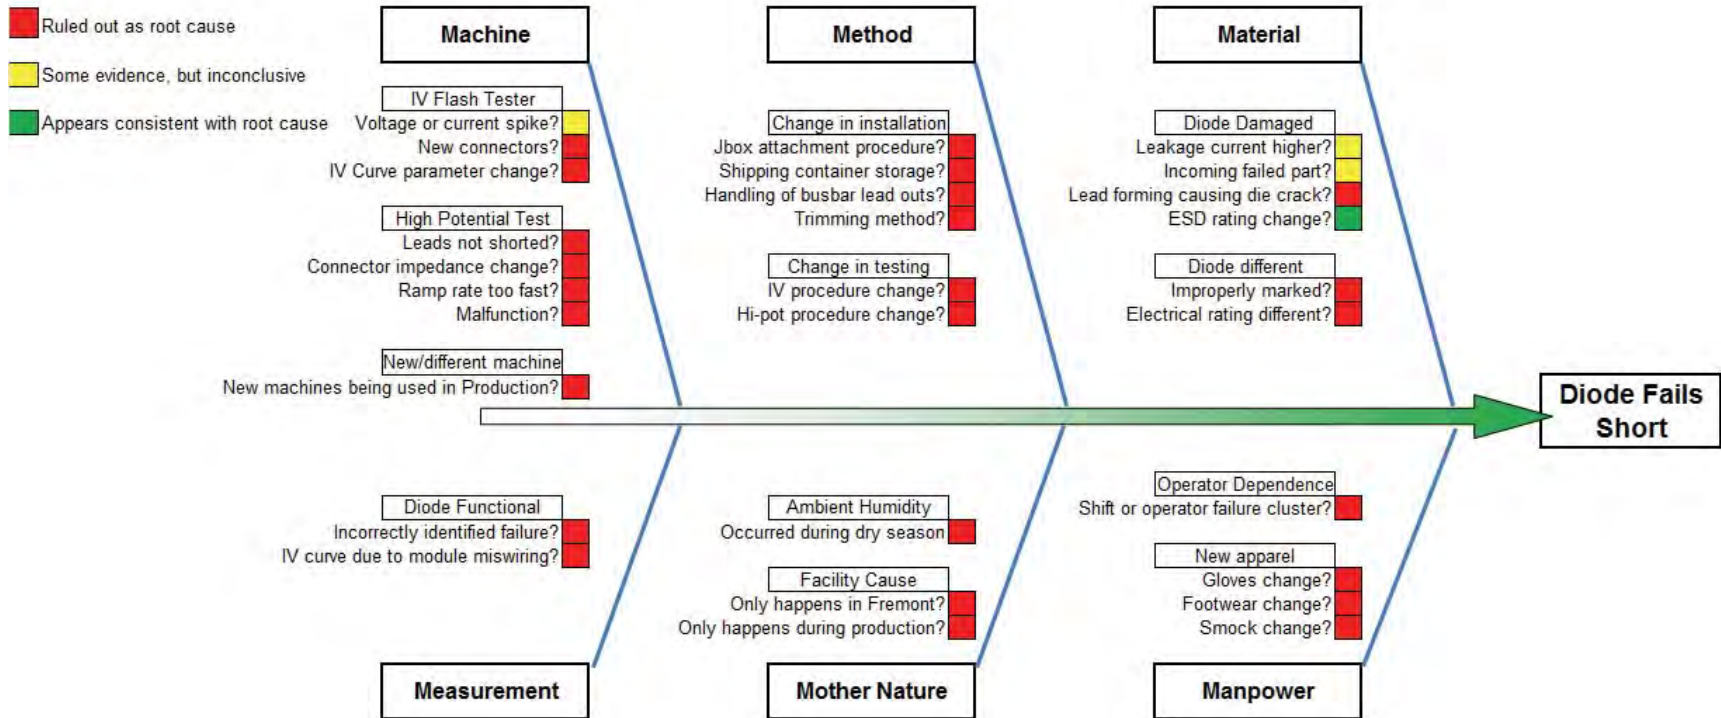 Ruled out as root cause
Some evidence, but inconclusive
Appears consistent with root cause
Machine
IV Flash Tester
Voltage or current spike?
New connectors?
IV Curve parameter change?
High Potential Test
Leads not shorted?
Connector impedance change?
Ramp rate too fast?
Malfunction?
New/different machine
New machines being used in Production?
Method
Change in installation
Jbox attachment procedure?
Shipping container storage?
Handling of busbar lead outs?
Trimming method?
Change in testing
IV procedure change?
Hi-pot procedure change?
Material
Diode Damaged
Leakage current higher?
Incoming failed part?
Lead forming causing die crack?
ESD rating change?
Diode different
Improperly marked?
Electrical rating different?
Diode Fails
Short
Diode Functional
Incorrectly identified failure?
IV curve due to module miswiring?
Measurement
Ambient Humidity
Occurred during dry season
Facility Cause
Only happens in Fremont?
Only happens during production?
Mother Nature
Operator Dependence
Shift or operator failure cluster?
New apparel
Gloves change?
Footwear change?
Smock change?
Manpower